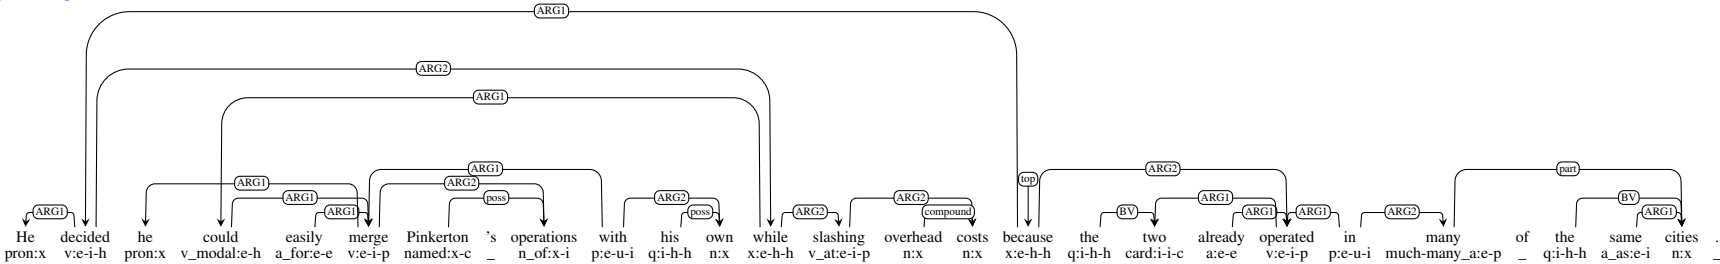 ARG1
ARG2
ARG1
ARG1 ARG2 part
ARG1 ARG2 top
ARG1 poss ARG2 ARG2 ARG1 BV
ARG1 ARG1 poss ARG2 compound BV ARG1 ARG1 ARG2 ARG1
He decided he could easily merge Pinkerton 's operations with his own while slashing overhead costs because the two already operated in many of the same cities .
pron:x v:e-i-h pron:x v_modal:e-h a_for:e-e v:e-i-p named:x-c _ n_of:x-i p:e-u-i q:i-h-h n:x x:e-h-h v_at:e-i-p n:x n:x x:e-h-h q:i-h-h card:i-i-c a:e-e v:e-i-p p:e-u-i much-many_a:e-p _ q:i-h-h a_as:e-i n:x _